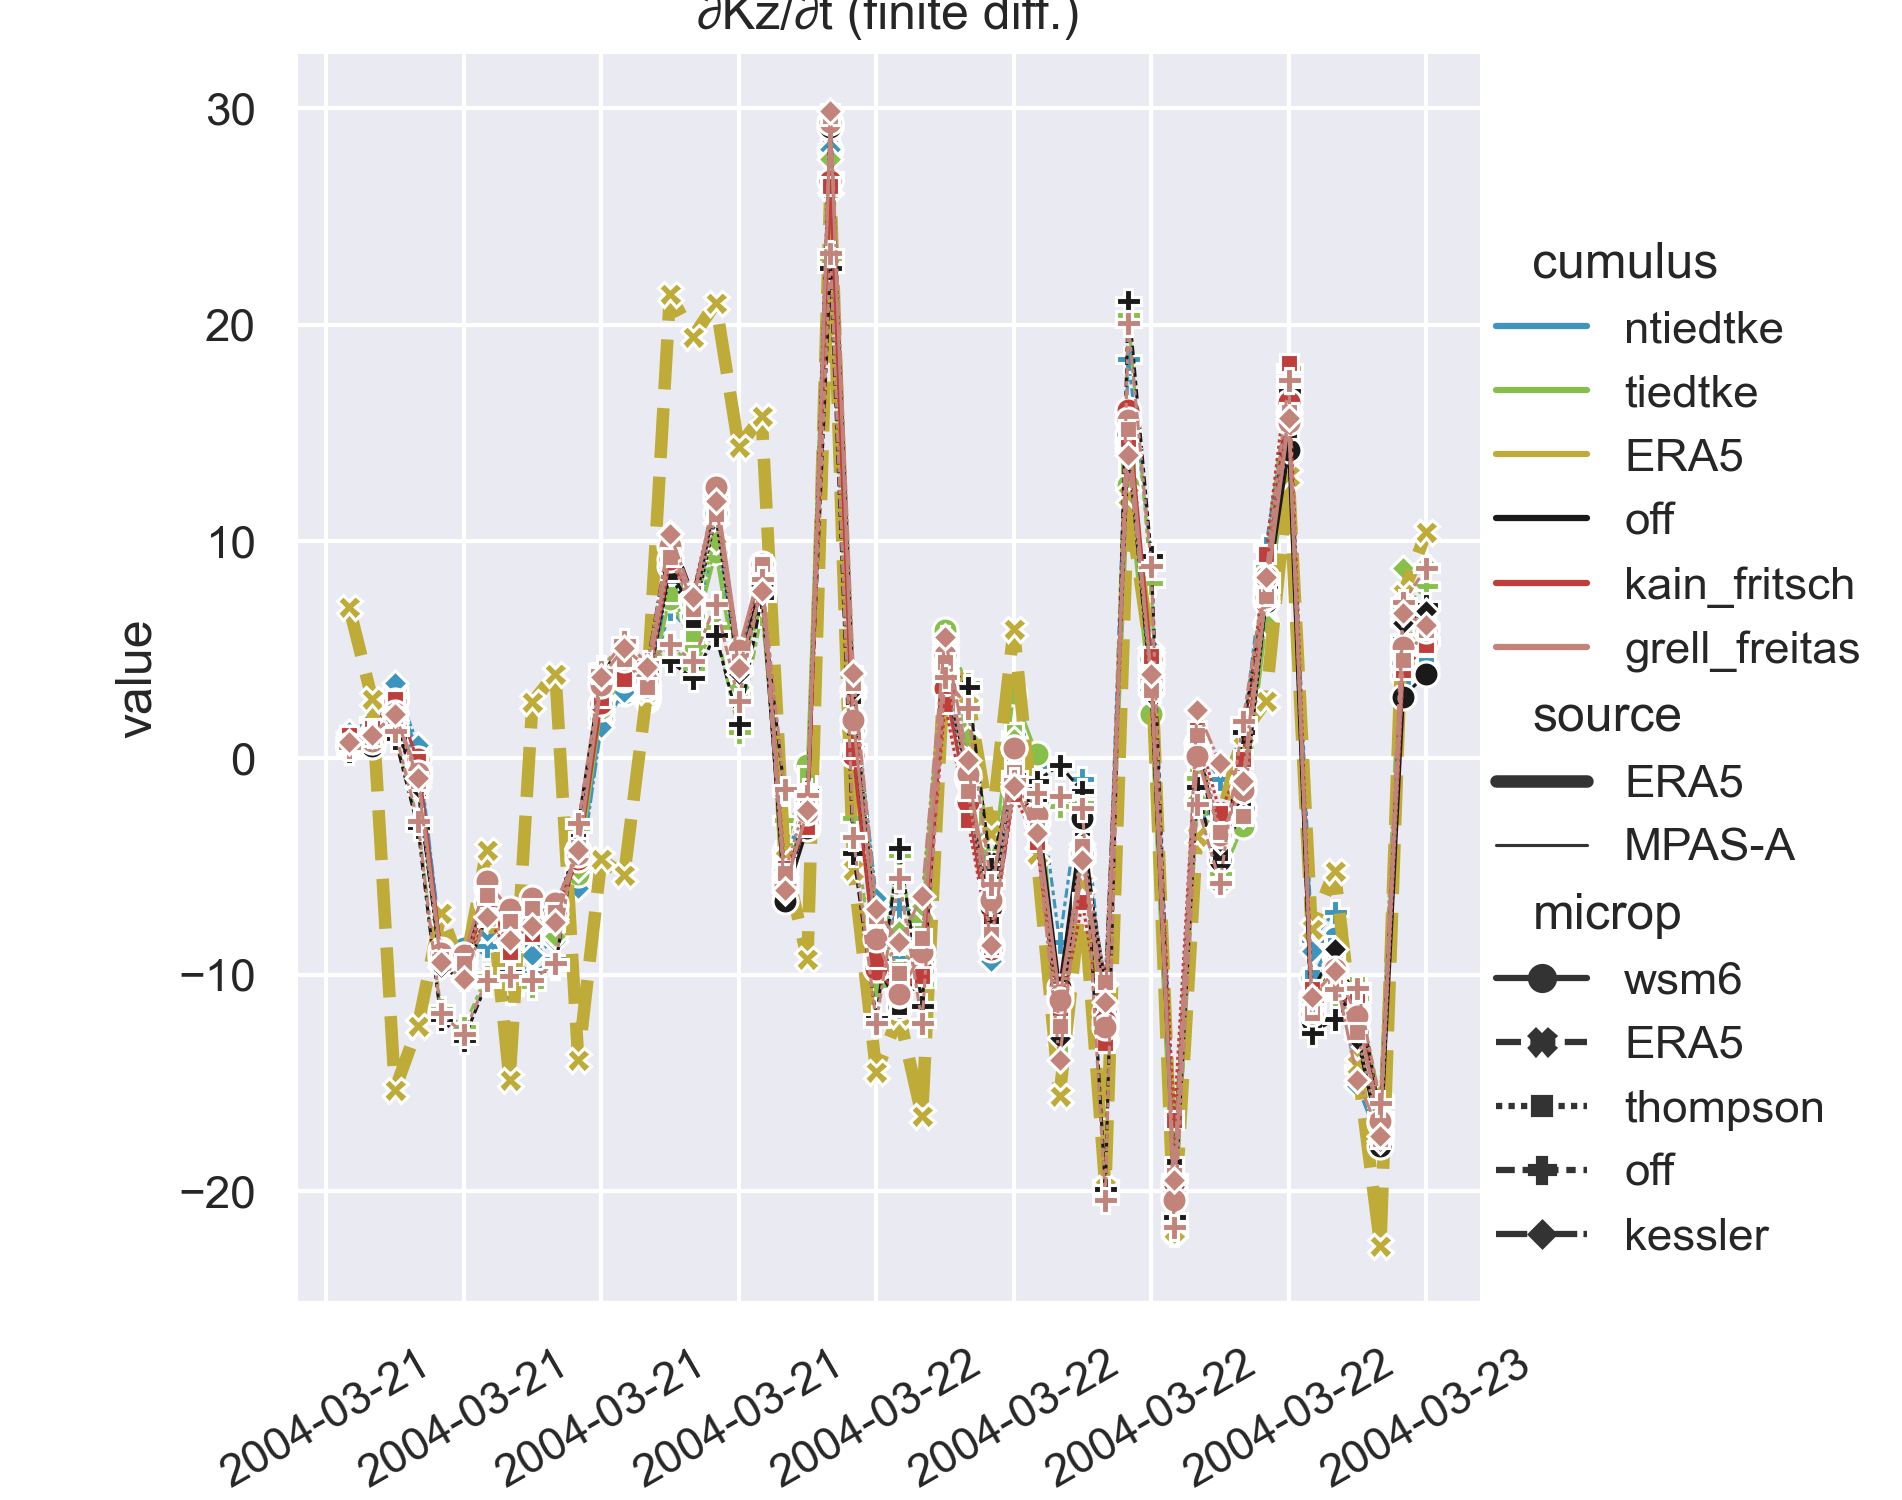 ∂Kz/∂t (finite diff.)
value
30
20
10
0
−10
−20
2004-03-21
2004-03-21
2004-03-21
2004-03-21
2004-03-22
2004-03-22
2004-03-22
2004-03-22
2004-03-23
cumulus
ntiedtke
tiedtke
ERA5
off
kain_fritsch
grell_freitas
source
ERA5
MPAS-A
microp
wsm6
ERA5
thompson
off
kessler